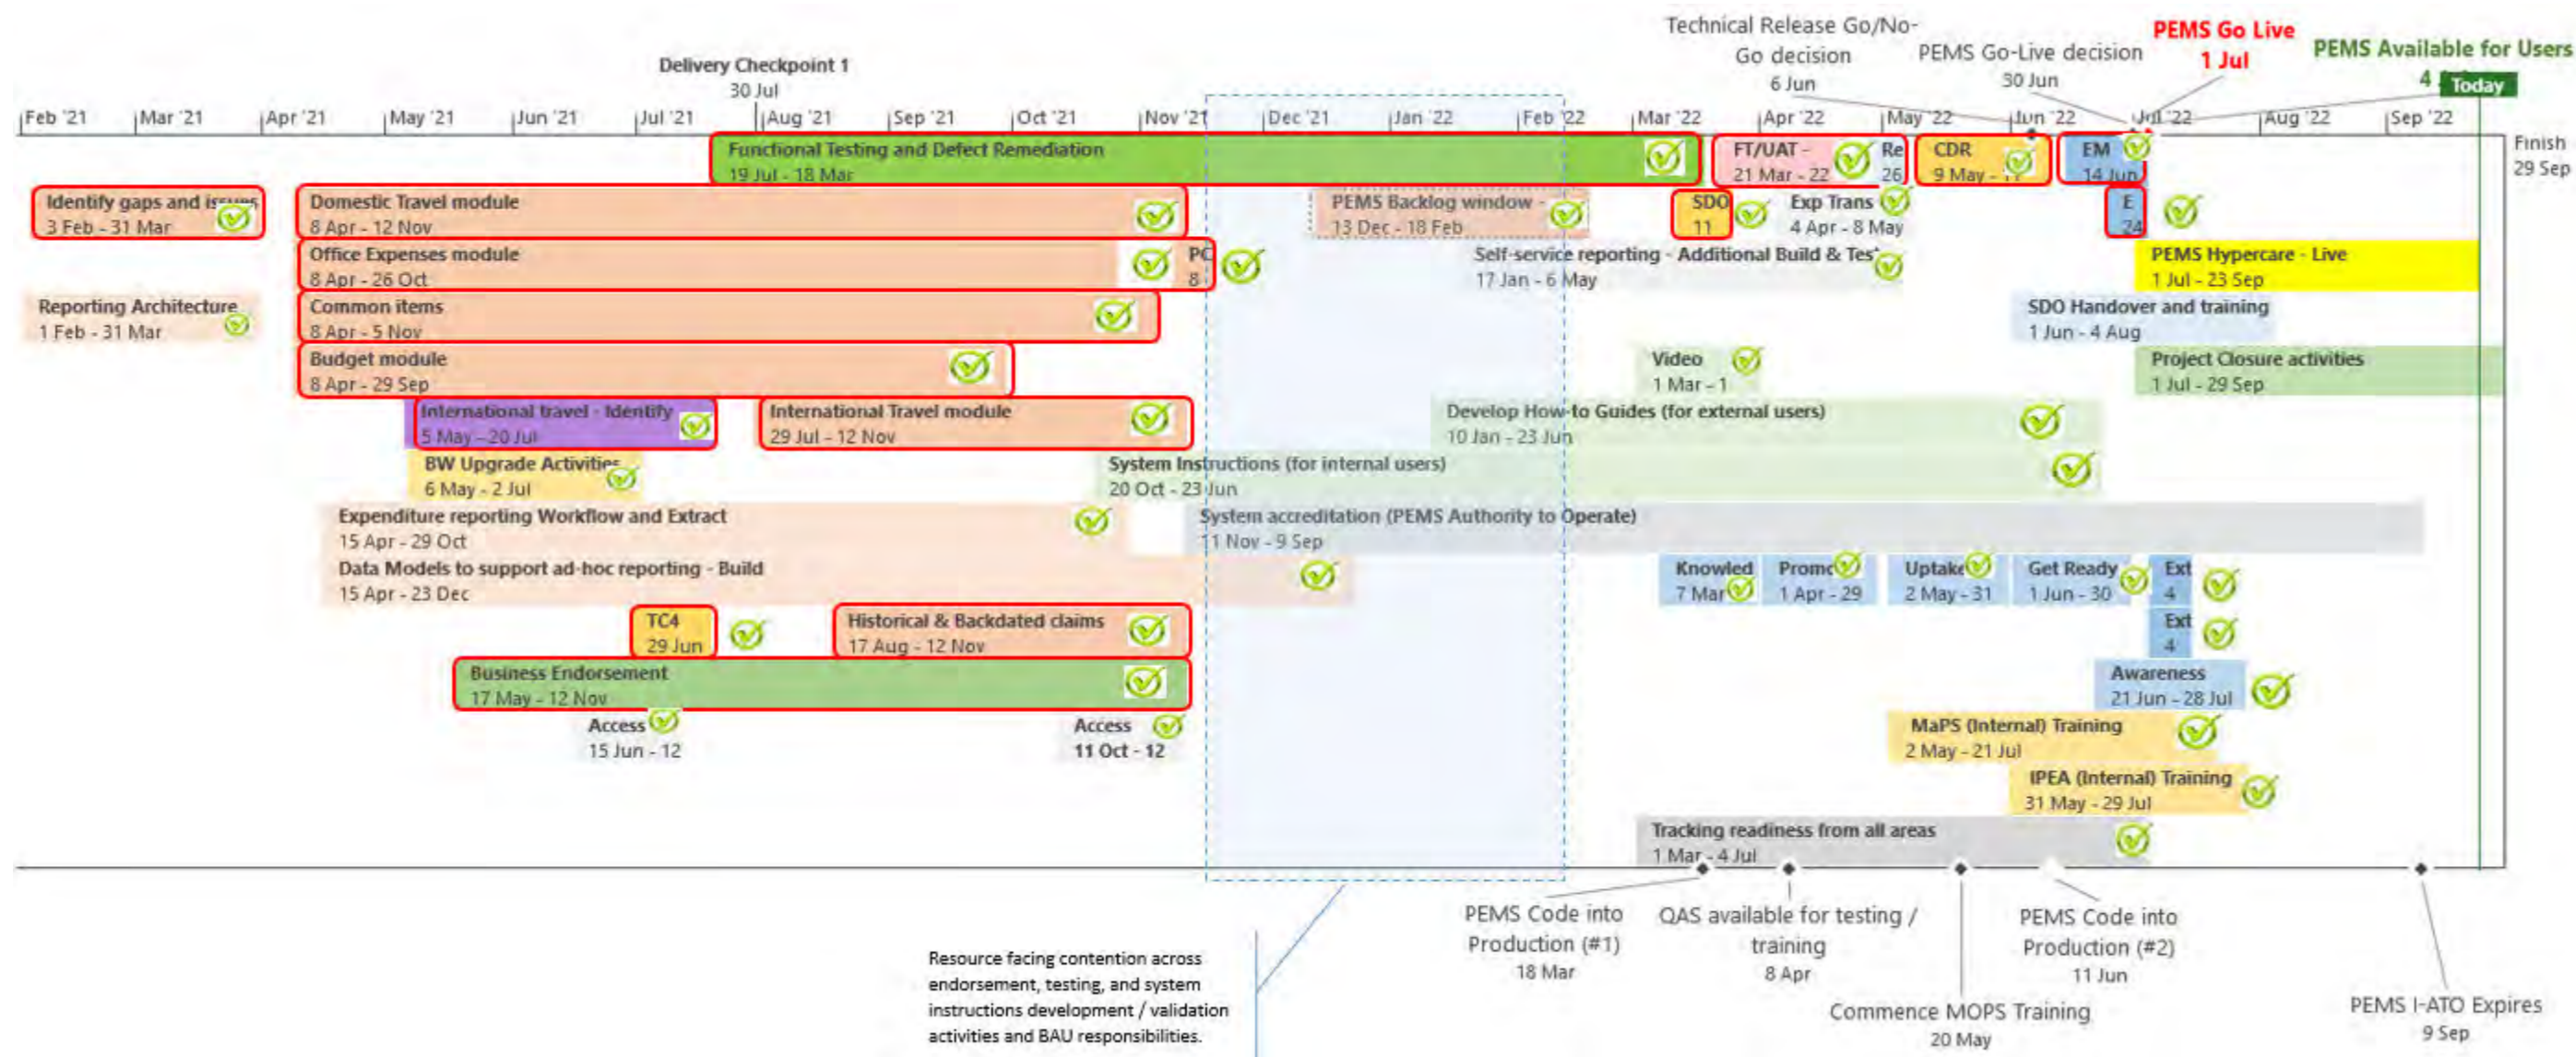 Technical Release Go/No-
Go decision
6 Jun
PEMS Go-Live decision
30 Jun
PEMS Go Live
1 Jul
PEMS Available for Users
4
Today
Delivery Checkpoint 1
30 Jul
Feb '21
Mar '21
Apr '21
May '21
Jun '21
Jul '21
Aug '21
Sep '21
Oct '21
Nov '21
Dec '21
Jan '22
Feb '22
Mar '22
Apr '22
May '22
Jun '22
Jul '22
Aug '22
Sep '22
Finish
29 Sep
Functional Testing and Defect Remediation
19 Jul - 18 Mar
FT/UAT -
21 Mar - 22
Re
26
CDR
9 May - 11
EM
14 Jun
Identify gaps and issues
3 Feb - 31 Mar
Domestic Travel module
8 Apr - 12 Nov
PEMS Backlog window -
13 Dec - 18 Feb
SDO
11
Exp Trans
4 Apr - 8 May
E
24
Office Expenses module
8 Apr - 26 Oct
PC
8
Self-service reporting - Additional Build & Tes
17 Jan - 6 May
PEMS Hypercare - Live
1 Jul - 23 Sep
Reporting Architecture
1 Feb - 31 Mar
Common items
8 Apr - 5 Nov
SDO Handover and training
1 Jun - 4 Aug
Budget module
8 Apr - 29 Sep
Video
1 Mar - 1
Project Closure activities
1 Jul - 29 Sep
International travel - Identify
5 May - 20 Jul
International Travel module
29 Jul - 12 Nov
Develop How-to Guides (for external users)
10 Jan - 23 Jun
BW Upgrade Activities
6 May - 2 Jul
System Instructions (for internal users)
20 Oct - 23 Jun
Expenditure reporting Workflow and Extract
15 Apr - 29 Oct
System accreditation (PEMS Authority to Operate)
11 Nov - 9 Sep
Data Models to support ad-hoc reporting - Build
15 Apr - 23 Dec
Knowled
7 Mar
Promo
1 Apr - 29
Uptake
2 May - 31
Get Ready
1 Jun - 30
Ext
4
TC4
29 Jun
Historical & Backdated claims
17 Aug - 12 Nov
Ext
4
Business Endorsement
17 May - 12 Nov
Awareness
21 Jun - 28 Jul
Access
15 Jun - 12
Access
11 Oct - 12
MaPS (Internal) Training
2 May - 21 Jul
IPEA (Internal) Training
31 May - 29 Jul
Tracking readiness from all areas
1 Mar - 4 Jul
PEMS Code into
Production (#1)
18 Mar
QAS available for testing /
training
8 Apr
Commence MOPS Training
20 May
PEMS Code into
Production (#2)
11 Jun
PEMS I-ATO Expires
9 Sep
Resource facing contention across
endorsement, testing, and system
instructions development / validation
activities and BAU responsibilities.